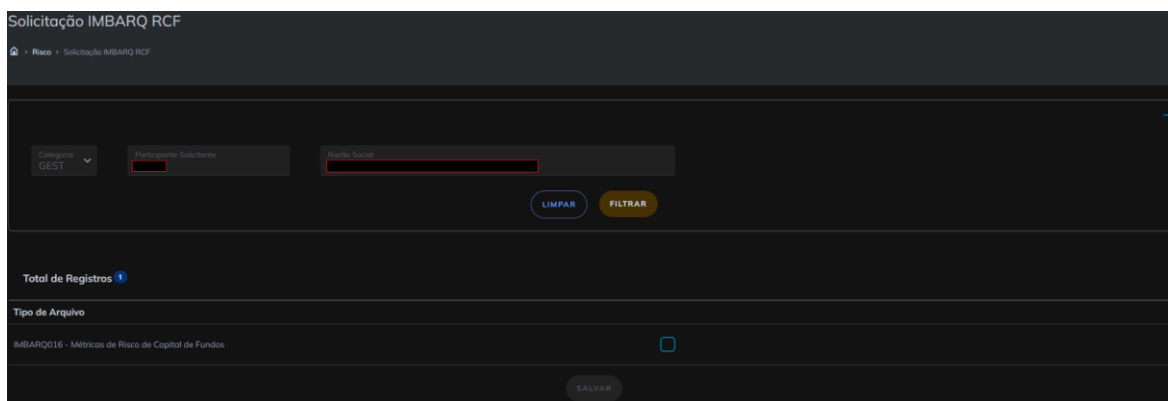 Solicitação IMBARQ RCF
Risco › Solicitação IMBARQ RCF
Categoria
GEST
Participante Solicitante
Razão Social
LIMPAR
FILTRAR
Total de Registros 1
Tipo de Arquivo
IMBARQ016 - Métricas de Risco de Capital de Fundos
SALVAR